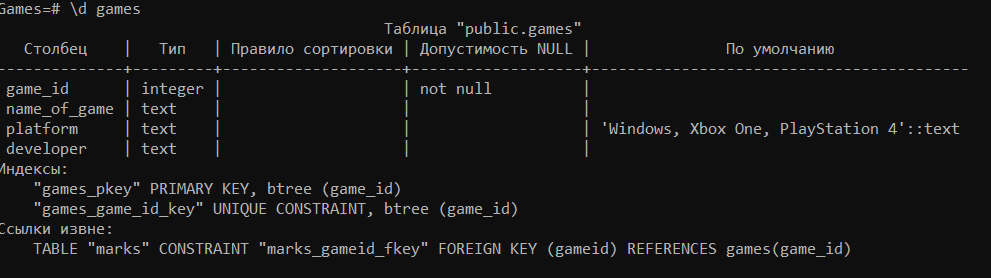 Games=# \d games
Таблица "public.games"
Столбец | Тип | Правило сортировки | Допустимость NULL | По умолчанию
--------------+---------+--------------------+-------------------+-----------------------------------------
game_id | integer | | not null |
name_of_game | text | | |
platform | text | | | 'Windows, Xbox One, PlayStation 4'::text
developer | text | | |
Индексы:
"games_pkey" PRIMARY KEY, btree (game_id)
"games_game_id_key" UNIQUE CONSTRAINT, btree (game_id)
Ссылки извне:
TABLE "marks" CONSTRAINT "marks_gameid_fkey" FOREIGN KEY (gameid) REFERENCES games(game_id)